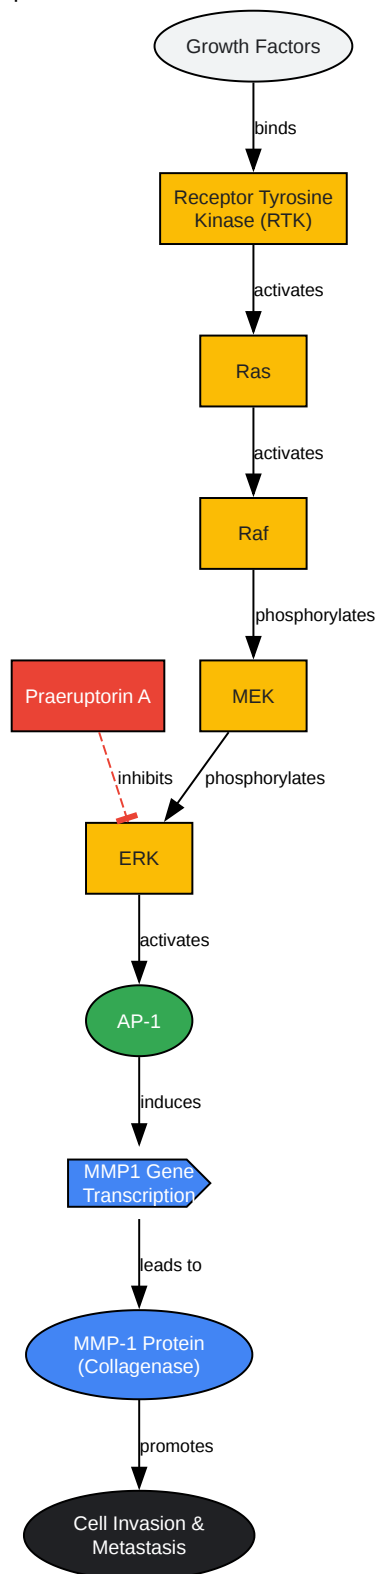 Growth Factors
binds
Receptor Tyrosine
Kinase (RTK)
activates
Ras
activates
Raf
phosphorylates
Praeruptorin A
MEK
inhibits
phosphorylates
ERK
activates
AP-1
induces
MMP1 Gene
Transcription
leads to
MMP-1 Protein
(Collagenase)
promotes
Cell Invasion &
Metastasis